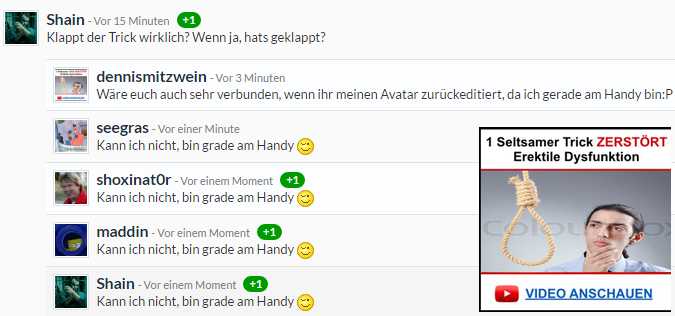 Shain - Vor 15 Minuten +1
Klappt der Trick wirklich? Wenn ja, hats geklappt?
dennismitzwein - Vor 3 Minuten
Wäre euch auch sehr verbunden, wenn ihr meinen Avatar zurückeditiert, da ich gerade am Handy bin:P
seegras - Vor einer Minute
Kann ich nicht, bin grade am Handy
shoxinat0r - Vor einem Moment +1
Kann ich nicht, bin grade am Handy
maddin - Vor einem Moment +1
Kann ich nicht, bin grade am Handy
Shain - Vor einem Moment +1
Kann ich nicht, bin grade am Handy
1 Seltsamer Trick ZERSTÖRT
Erektile Dysfunktion
VIDEO ANSCHAUEN